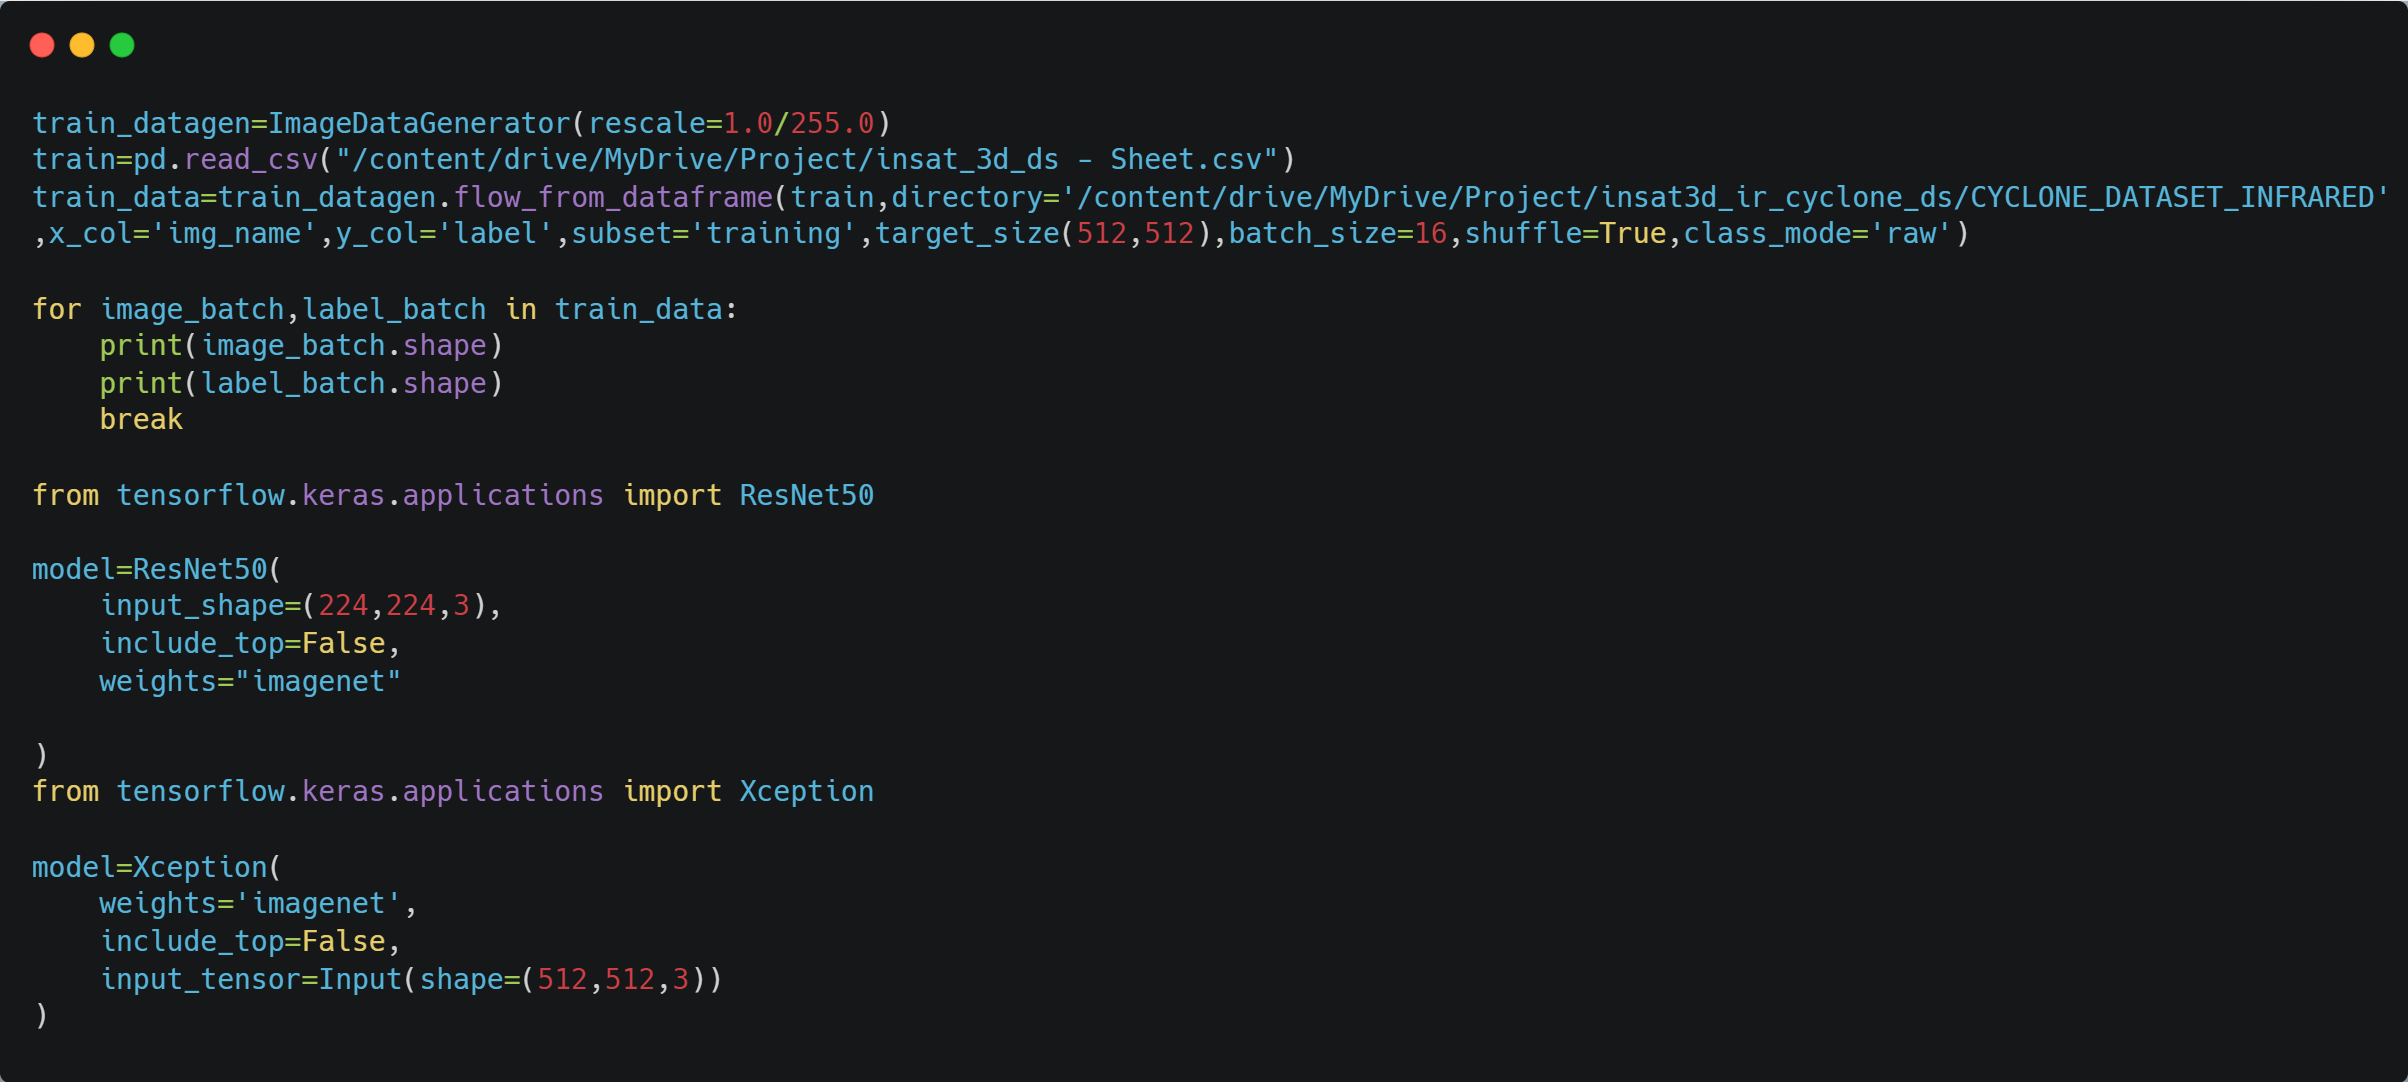 train_datagen=ImageDataGenerator(rescale=1.0/255.0)
train=pd.read_csv("/content/drive/MyDrive/Project/insat_3d_ds - Sheet.csv")
train_data=train_datagen.flow_from_dataframe(train,directory='/content/drive/MyDrive/Project/insat3d_ir_cyclone_ds/CYCLONE_DATASET_INFRARED'
,x_col='img_name',y_col='label',subset='training',target_size(512,512),batch_size=16,shuffle=True,class_mode='raw')
for image_batch,label_batch in train_data:
    print(image_batch.shape)
    print(label_batch.shape)
    break
from tensorflow.keras.applications import ResNet50
model=ResNet50(
    input_shape=(224,224,3),
    include_top=False,
    weights="imagenet"
)
from tensorflow.keras.applications import Xception
model=Xception(
    weights='imagenet',
    include_top=False,
    input_tensor=Input(shape=(512,512,3))
)